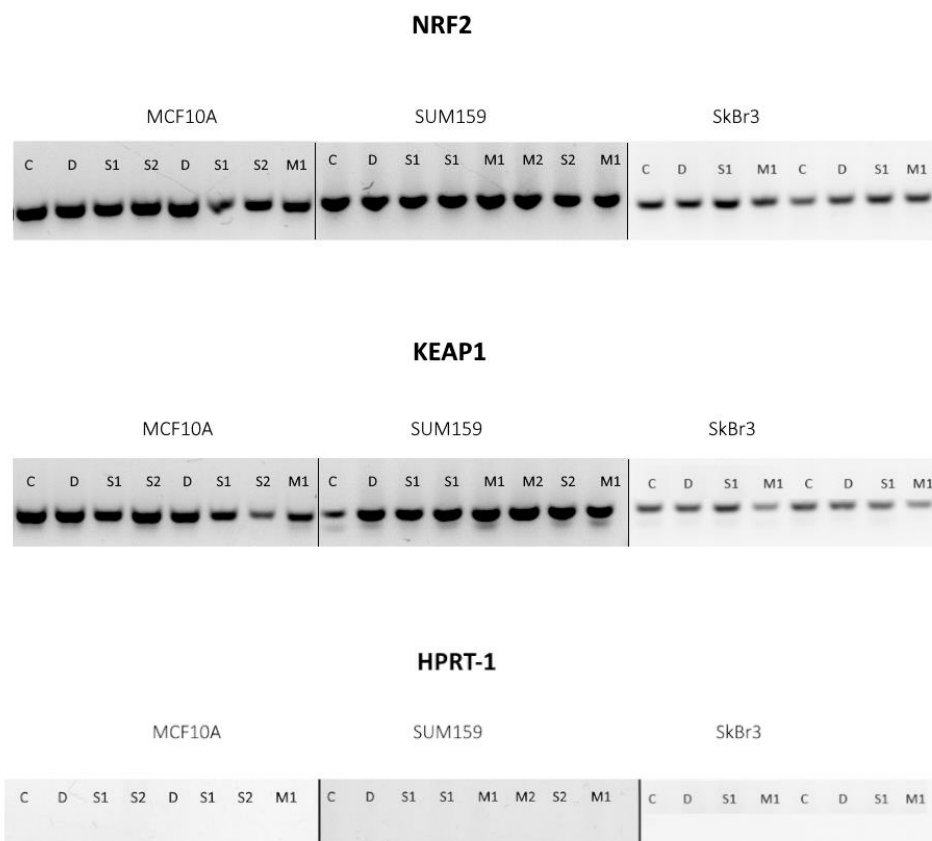 NRF2
MCF10A SUM159 SkBr3
C D S1 S2 D S1 S2 M1 C D S1 S1 M1 M2 S2 M1 C D S1 M1 C D S1 M1
KEAP1
MCF10A SUM159 SkBr3
C D S1 S2 D S1 S2 M1 C D S1 S1 M1 M2 S2 M1 C D S1 M1 C D S1 M1
HPRT-1
MCF10A SUM159 SkBr3
C D S1 S2 D S1 S2 M1 C D S1 S1 M1 M2 S2 M1 C D S1 M1 C D S1 M1